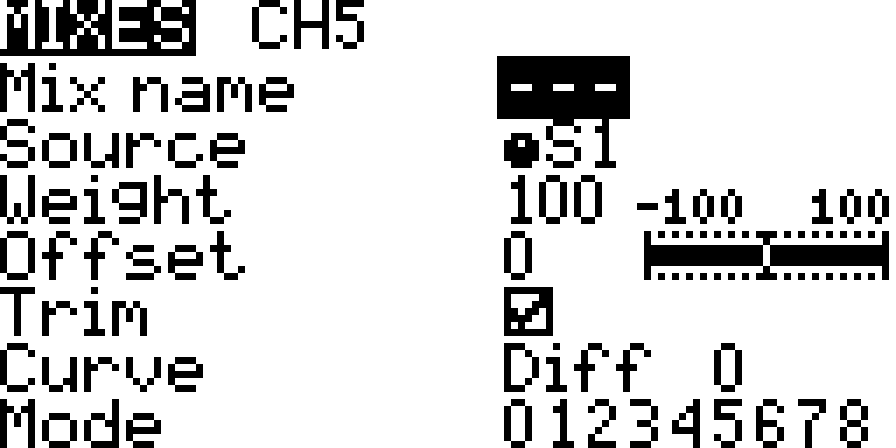 MIXES CH5
Mix name ---
Source S1
Weight 100 -100 100
Offset 0
Trim
Curve Diff 0
Mode 012345678